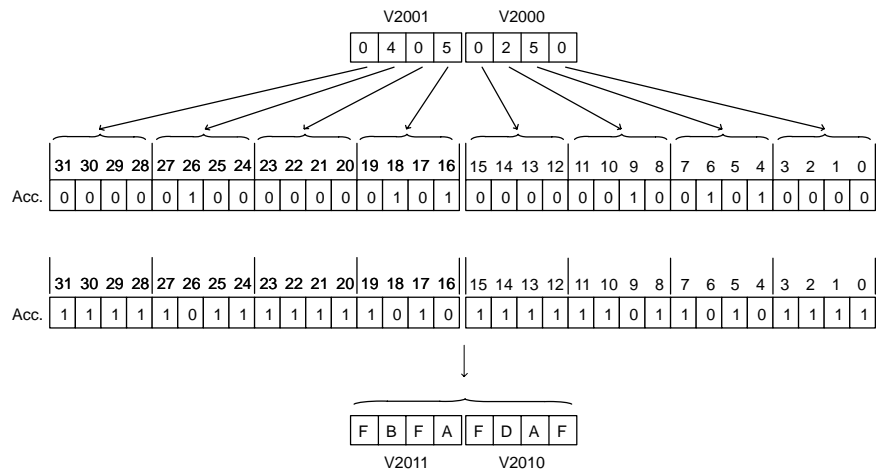 V2001 V2000
0 4 0 5 0 2 5 0
31 30 29 28 27 26 25 24 23 22 21 20 19 18 17 16 15 14 13 12 11 10 9 8 7 6 5 4 3 2 1 0
Acc. 0 0 0 0 0 1 0 0 0 0 0 0 0 1 0 1 0 0 0 0 0 0 1 0 0 1 0 1 0 0 0 0
31 30 29 28 27 26 25 24 23 22 21 20 19 18 17 16 15 14 13 12 11 10 9 8 7 6 5 4 3 2 1 0
Acc. 1 1 1 1 1 0 1 1 1 1 1 1 1 0 1 0 1 1 1 1 1 1 0 1 1 0 1 0 1 1 1 1
F B F A F D A F
V2011 V2010